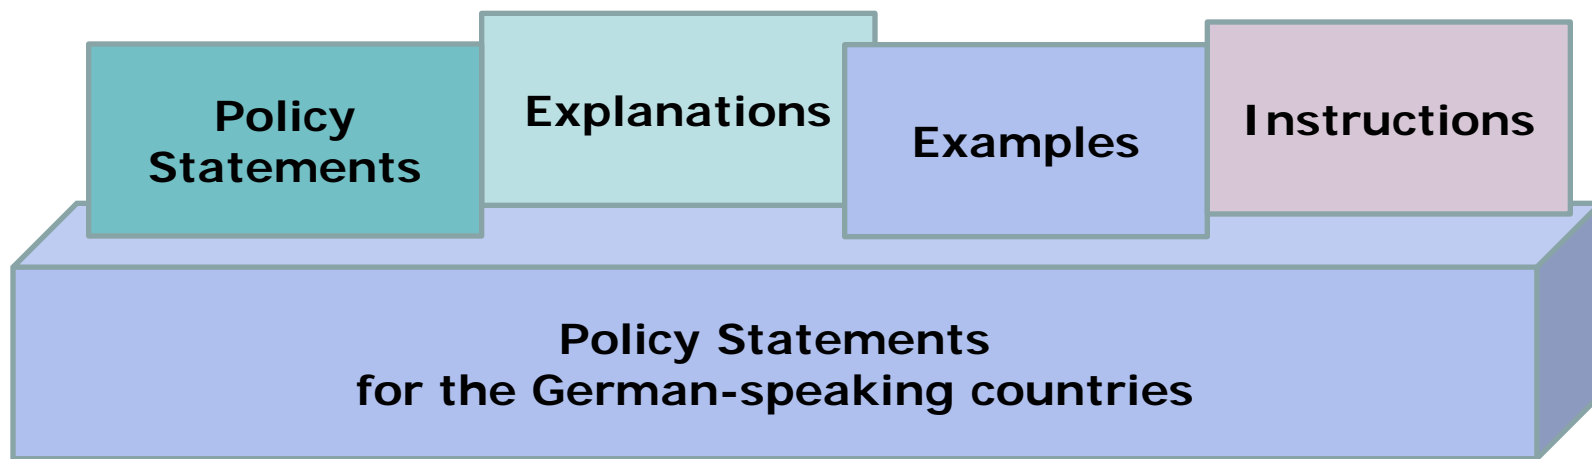 Policy
Statements
Explanations
Examples
Instructions
Policy Statements
for the German-speaking countries